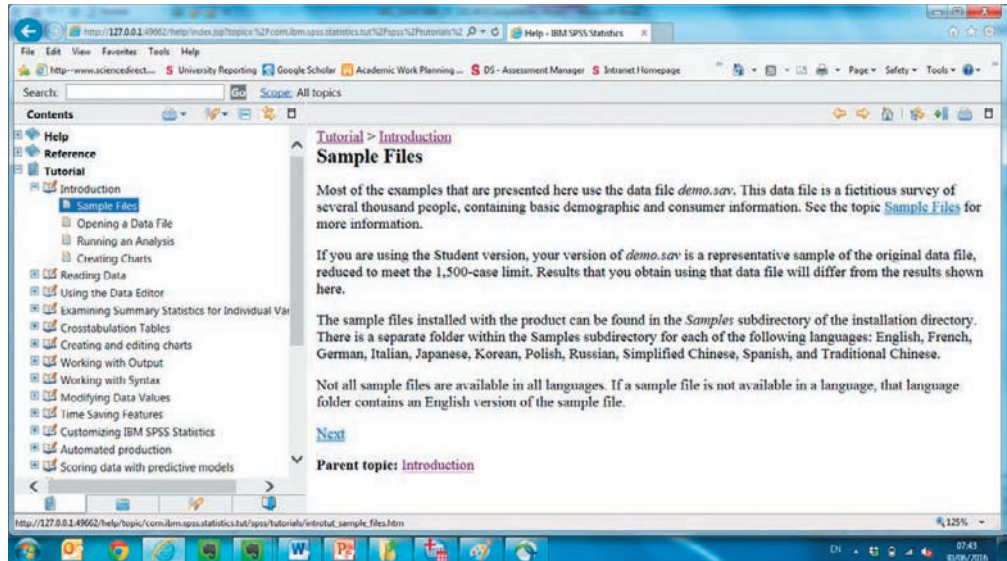 http://127.0.0.1:49662/help/index.jsp?topic=%2Fcom.ibm.spss.statistics.tut%2Fspss%2Ftutorials%2
Help - IBM SPSS Statistics
File Edit View Favorites Tools Help
http--www.sciencedirect... University Reporting Google Scholar Academic Work Planning ... DS - Assessment Manager Intranet Homepage
Page Safety Tools
Search: Go Scope: All topics
Contents
Help
Reference
Tutorial
Introduction
Sample Files
Opening a Data File
Running an Analysis
Creating Charts
Reading Data
Using the Data Editor
Examining Summary Statistics for Individual Var
Crosstabulation Tables
Creating and editing charts
Working with Output
Working with Syntax
Modifying Data Values
Time Saving Features
Customizing IBM SPSS Statistics
Automated production
Scoring data with predictive models
Tutorial > Introduction
Sample Files
Most of the examples that are presented here use the data file demo.sav. This data file is a fictitious survey of
several thousand people, containing basic demographic and consumer information. See the topic Sample Files for
more information.
If you are using the Student version, your version of demo.sav is a representative sample of the original data file,
reduced to meet the 1,500-case limit. Results that you obtain using that data file will differ from the results shown
here.
The sample files installed with the product can be found in the Samples subdirectory of the installation directory.
There is a separate folder within the Samples subdirectory for each of the following languages: English, French,
German, Italian, Japanese, Korean, Polish, Russian, Simplified Chinese, Spanish, and Traditional Chinese.
Not all sample files are available in all languages. If a sample file is not available in a language, that language
folder contains an English version of the sample file.
Next
Parent topic: Introduction
http://127.0.0.1:49662/help/topic/com.ibm.spss.statistics.tut/spss/tutorials/introtut_sample_files.htm
125%
EN
07:43
30/06/2016